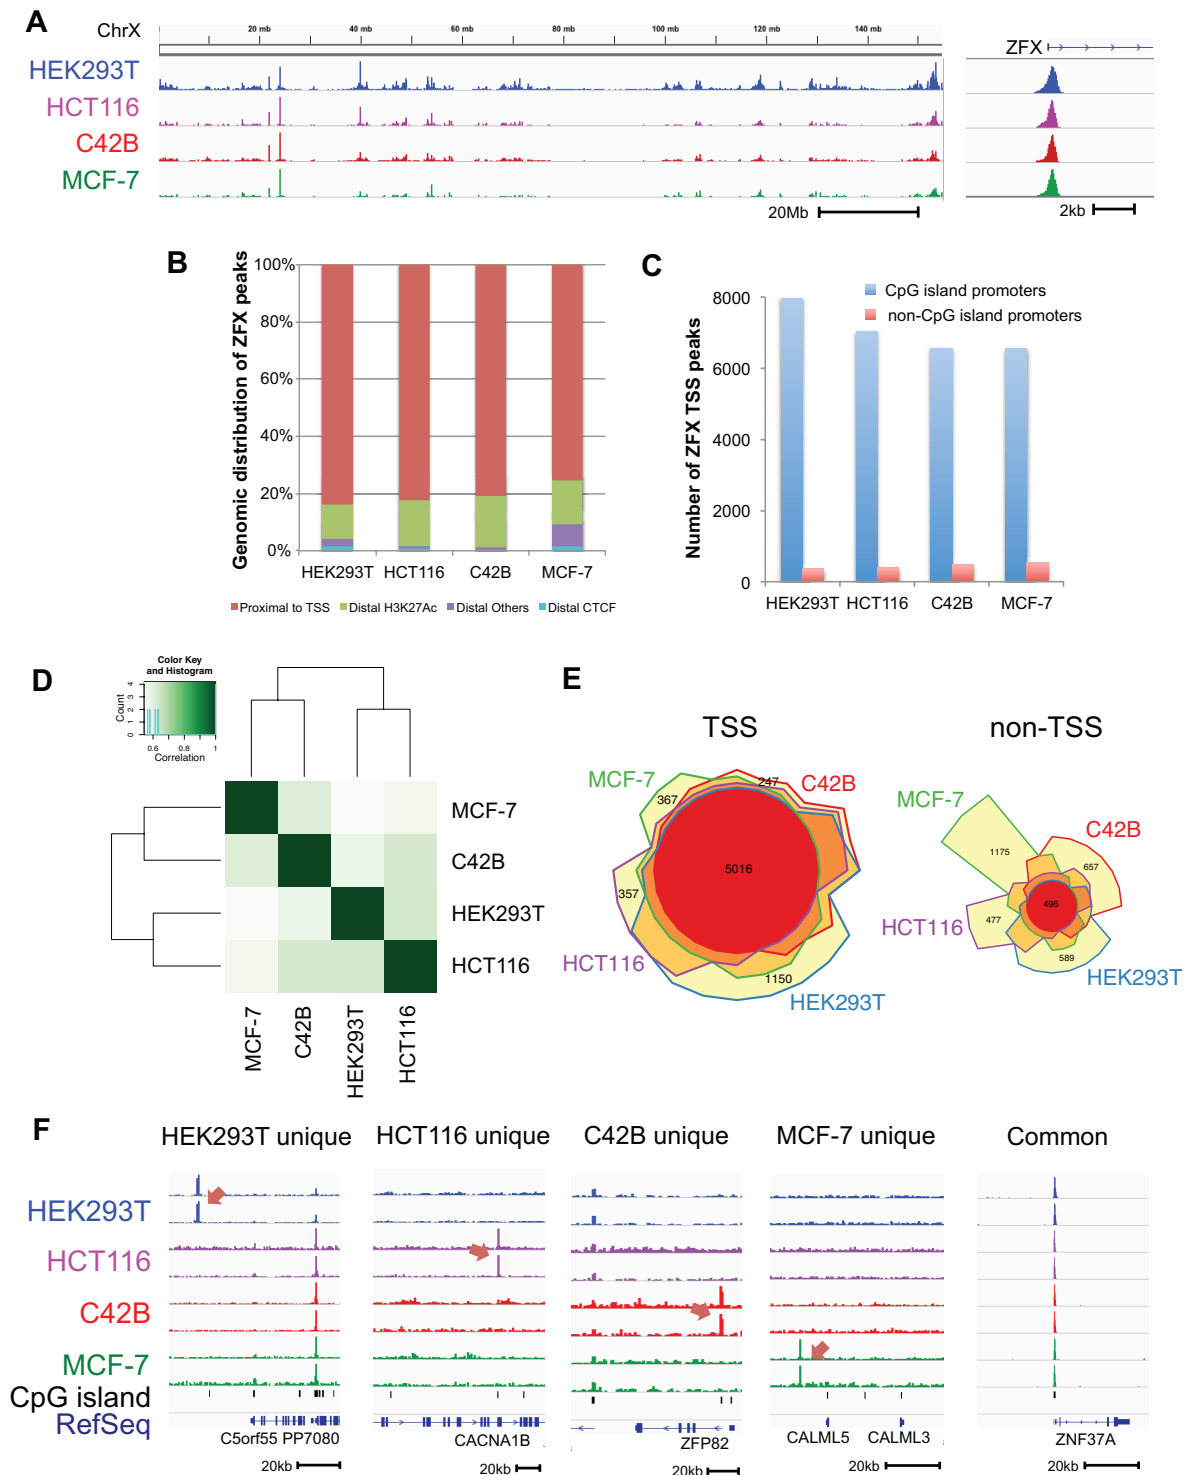 A
ChrX
20 mb 40 mb 60 mb 80 mb 100 mb 120 mb 140 mb
ZFX
HEK293T
HCT116
C42B
MCF-7
20Mb
2kb
B
Genomic distribution of ZFX peaks
100%
80%
60%
40%
20%
0%
HEK293T HCT116 C42B MCF-7
Proximal to TSS Distal H3K27Ac Distal Others Distal CTCF
C
Number of ZFX TSS peaks
CpG island promoters
non-CpG island promoters
8000
6000
4000
2000
0
HEK293T HCT116 C42B MCF-7
D
Color Key
and Histogram
Count
0 1 2 3 4
0.6 0.8 1
Correlation
MCF-7
C42B
HEK293T
HCT116
MCF-7 C42B HEK293T HCT116
E
TSS
MCF-7
C42B
367
247
5016
357
HCT116
1150
HEK293T
non-TSS
MCF-7
C42B
1175
657
496
477
HCT116
589
HEK293T
F
HEK293T unique HCT116 unique C42B unique MCF-7 unique Common
HEK293T
HCT116
C42B
MCF-7
CpG island
RefSeq
C5orf55 PP7080
CACNA1B
ZFP82
CALML5 CALML3
ZNF37A
20kb 20kb 20kb 20kb 20kb